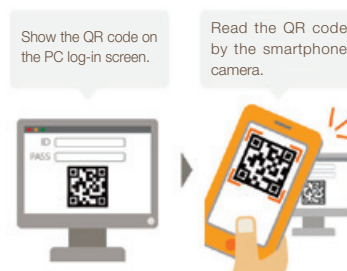 Show the QR code on
the PC log-in screen.
Read the QR code
by the smartphone
camera.
ID
PASS